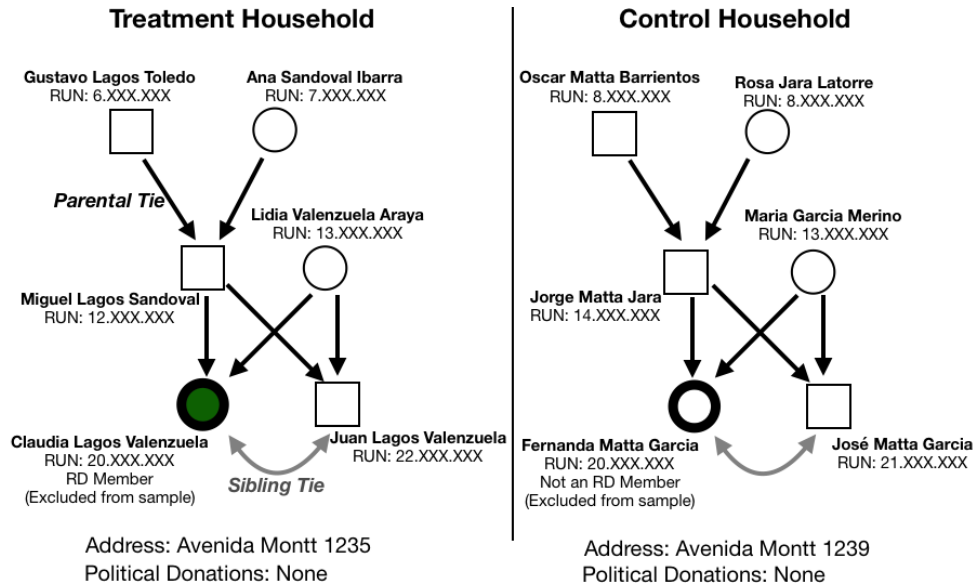 Treatment Household
Gustavo Lagos Toledo
RUN: 6.XXX.XXX
Ana Sandoval Ibarra
RUN: 7.XXX.XXX
Parental Tie
Lidia Valenzuela Araya
RUN: 13.XXX.XXX
Miguel Lagos Sandoval
RUN: 12.XXX.XXX
Claudia Lagos Valenzuela
RUN: 20.XXX.XXX
RD Member
(Excluded from sample)
Juan Lagos Valenzuela
RUN: 22.XXX.XXX
Sibling Tie
Address: Avenida Montt 1235
Political Donations: None
Control Household
Oscar Matta Barrientos
RUN: 8.XXX.XXX
Rosa Jara Latorre
RUN: 8.XXX.XXX
Maria Garcia Merino
RUN: 13.XXX.XXX
Jorge Matta Jara
RUN: 14.XXX.XXX
Fernanda Matta Garcia
RUN: 20.XXX.XXX
Not an RD Member
(Excluded from sample)
José Matta Garcia
RUN: 21.XXX.XXX
Address: Avenida Montt 1239
Political Donations: None